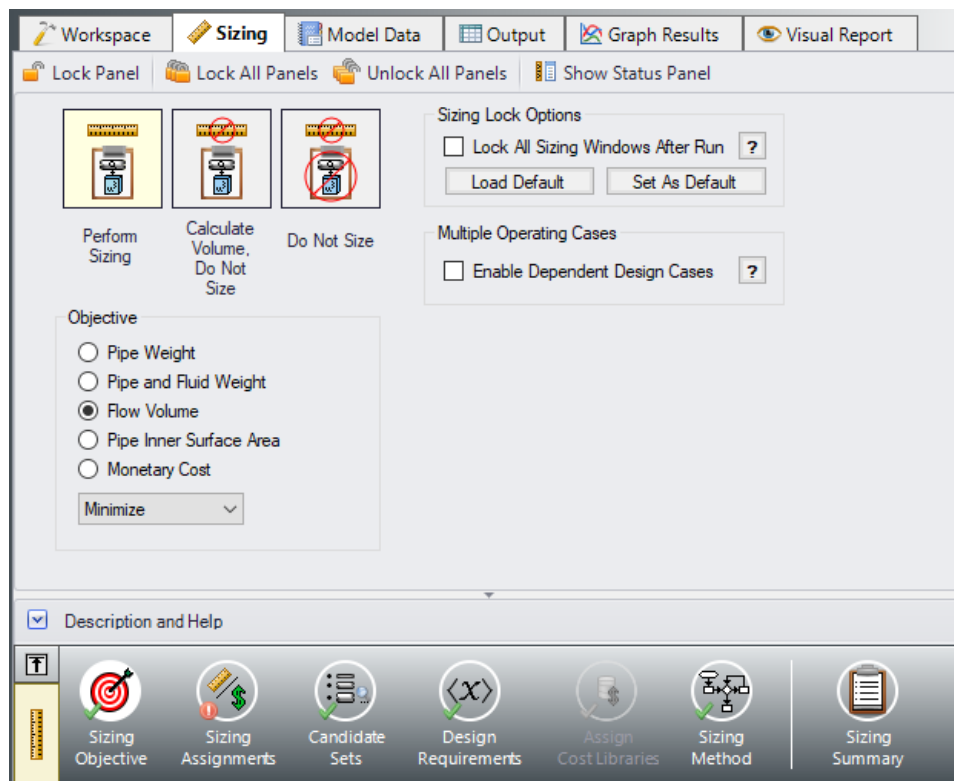 Workspace
Sizing
Model Data
Output
Graph Results
Visual Report
Lock Panel
Lock All Panels
Unlock All Panels
Show Status Panel
Perform
Sizing
Calculate
Volume,
Do Not
Size
Do Not Size
Sizing Lock Options
Lock All Sizing Windows After Run
?
Load Default
Set As Default
Multiple Operating Cases
Enable Dependent Design Cases
?
Objective
Pipe Weight
Pipe and Fluid Weight
Flow Volume
Pipe Inner Surface Area
Monetary Cost
Minimize
Description and Help
Sizing
Objective
Sizing
Assignments
Candidate
Sets
Design
Requirements
Assign
Cost Libraries
Sizing
Method
Sizing
Summary